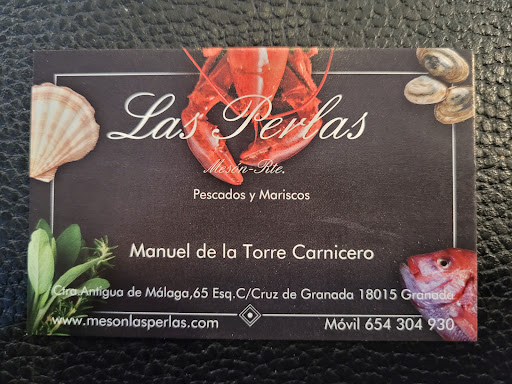 Las Perlas
Mesón-Rte.
Pescados y Mariscos
Manuel de la Torre Carnicero
Ctra.Antigua de Málaga,65 Esq.C/Cruz de Granada 18015 Granada
www.mesonlasperlas.com
Móvil 654 304 930